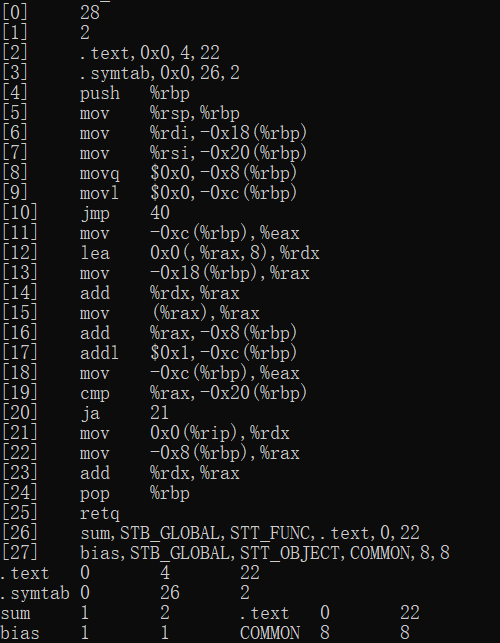 [0] 28
[1] 2
[2] .text,0x0,4,22
[3] .symtab,0x0,26,2
[4] push %rbp
[5] mov %rsp,%rbp
[6] mov %rdi,-0x18(%rbp)
[7] mov %rsi,-0x20(%rbp)
[8] movq $0x0,-0x8(%rbp)
[9] movl $0x0,-0xc(%rbp)
[10] jmp 40
[11] mov -0xc(%rbp),%eax
[12] lea 0x0(,%rax,8),%rdx
[13] mov -0x18(%rbp),%rax
[14] add %rdx,%rax
[15] mov (%rax),%rax
[16] add %rax,-0x8(%rbp)
[17] addl $0x1,-0xc(%rbp)
[18] mov -0xc(%rbp),%eax
[19] cmp %rax,-0x20(%rbp)
[20] ja 21
[21] mov 0x0(%rip),%rdx
[22] mov -0x8(%rbp),%rax
[23] add %rdx,%rax
[24] pop %rbp
[25] retq
[26] sum,STB_GLOBAL,STT_FUNC,.text,0,22
[27] bias,STB_GLOBAL,STT_OBJECT,COMMON,8,8
.text 0 4 22
.symtab 0 26 2
sum 1 2 .text 0 22
bias 1 1 COMMON 8 8